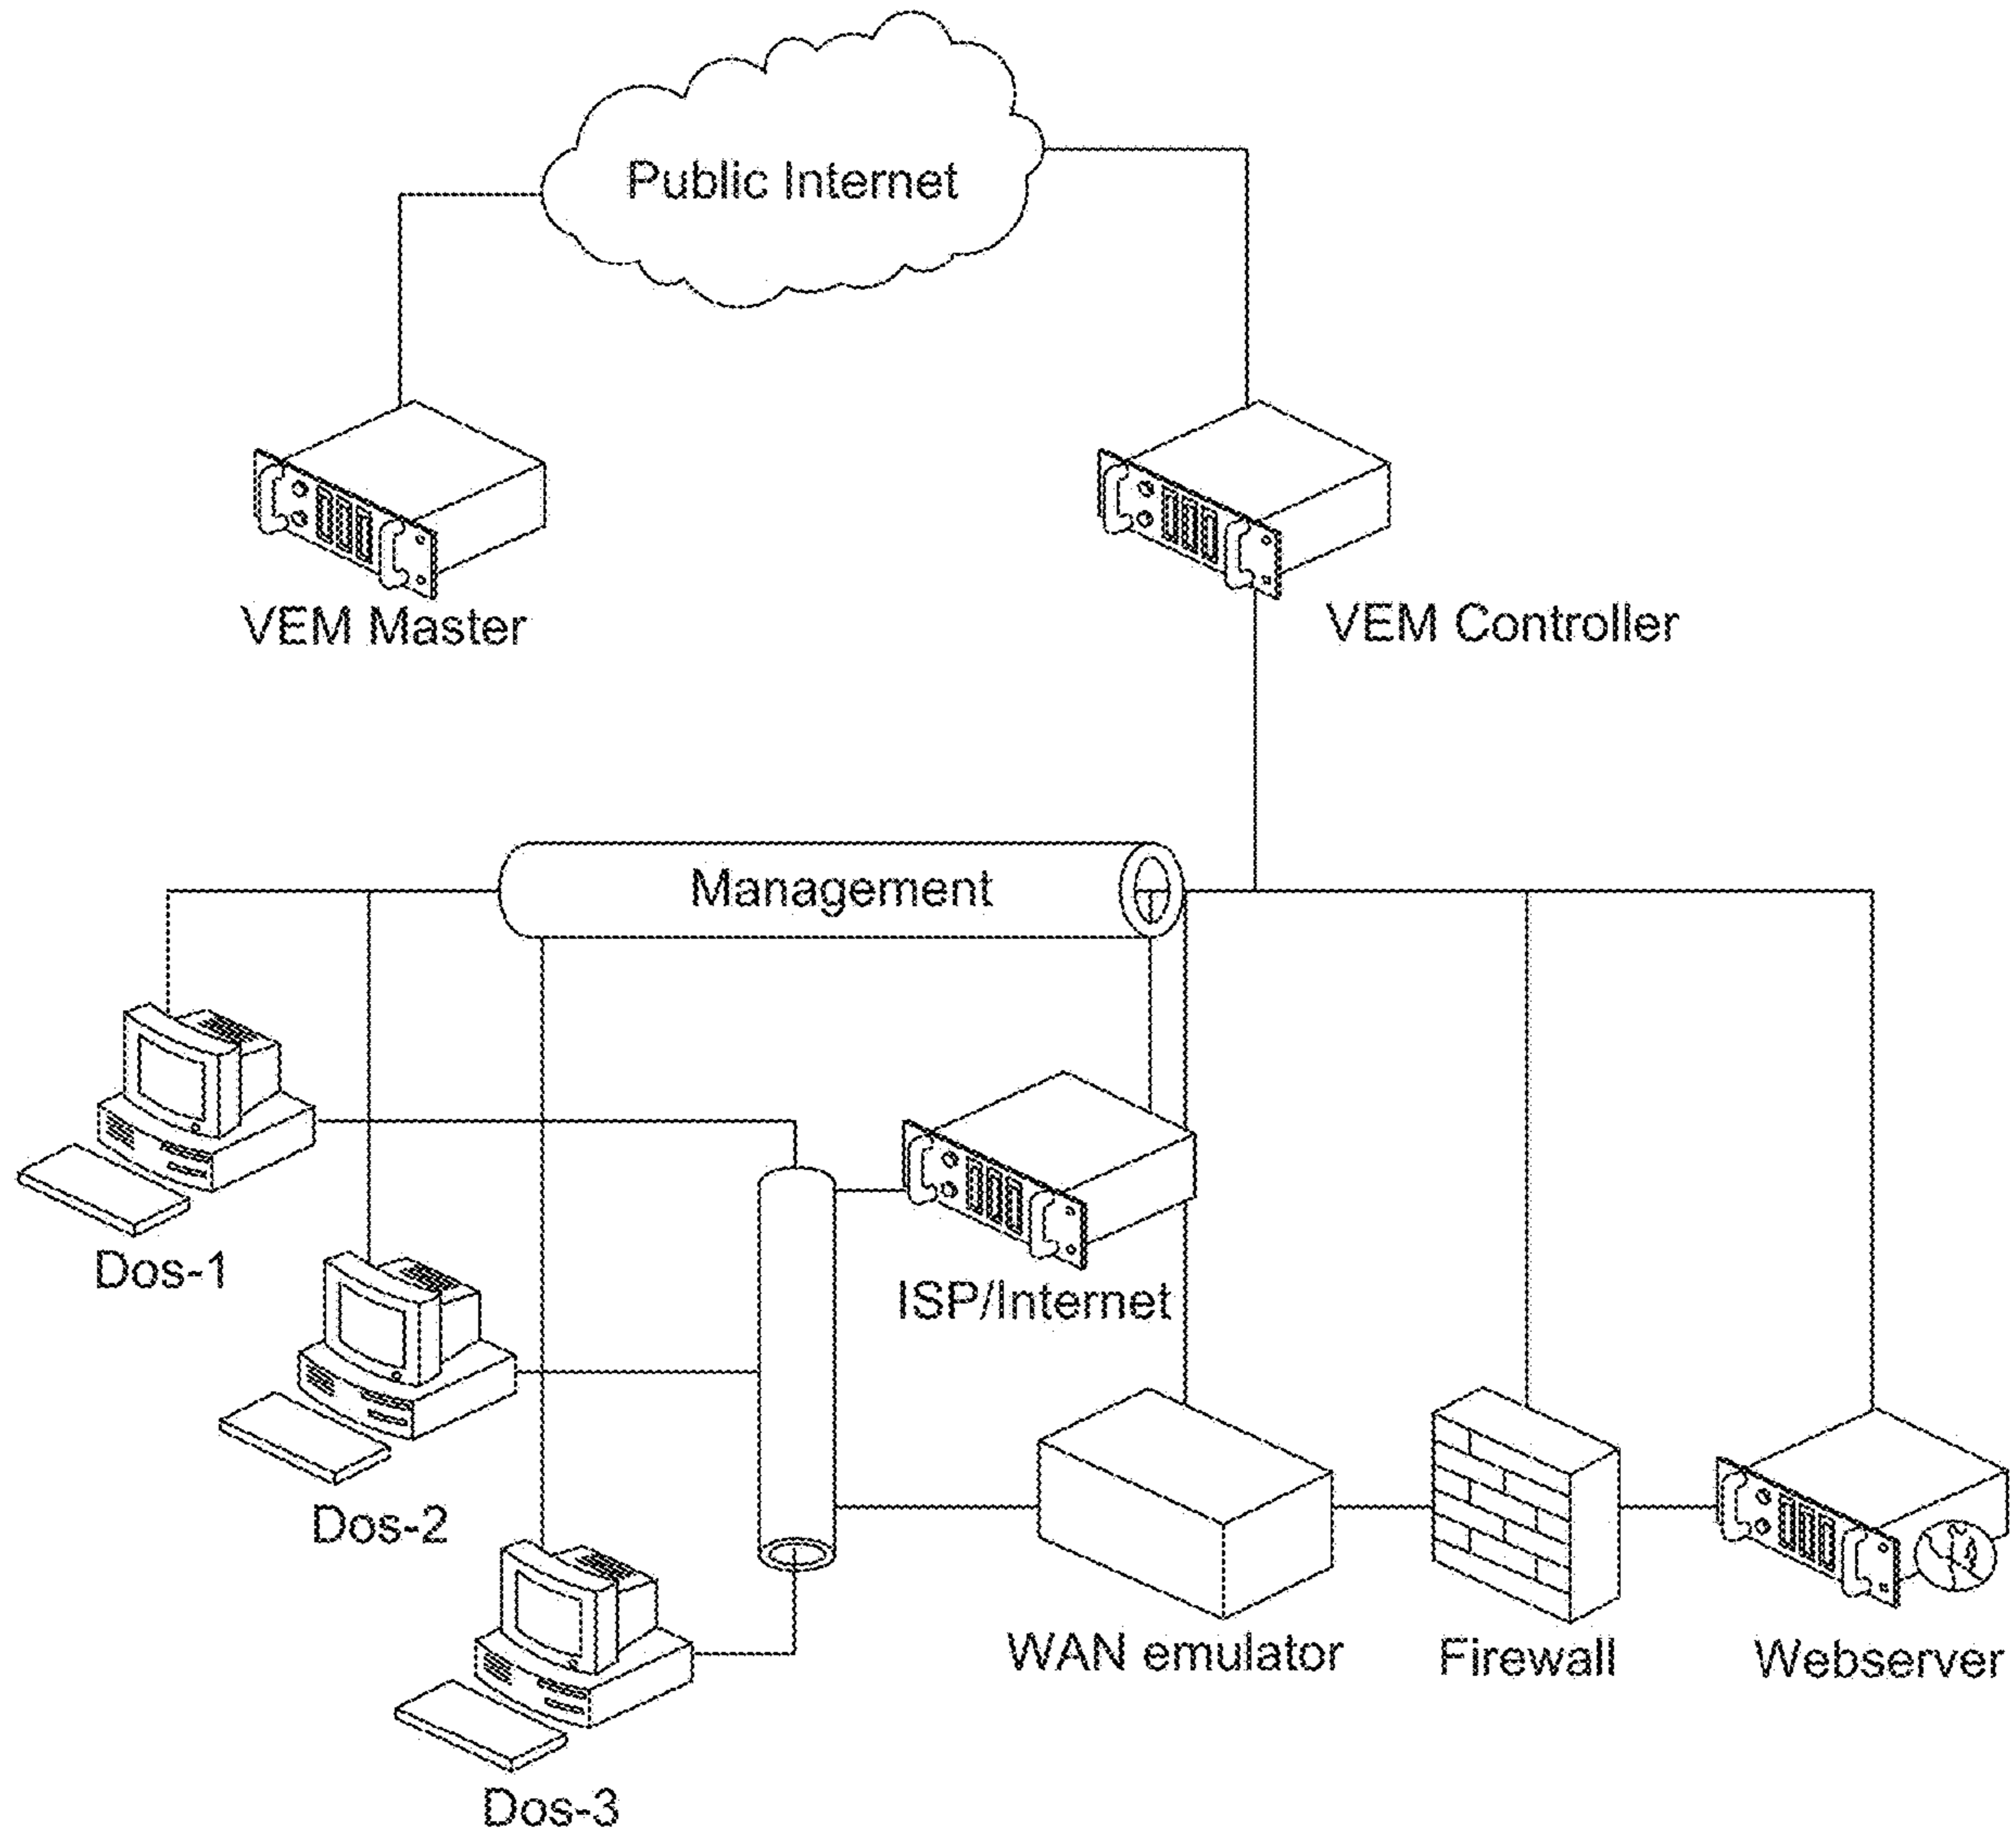 Public Internet
VEM Master
VEM Controller
Management
Dos-1
ISP/Internet
Dos-2
WAN emulator
Firewall
Webserver
Dos-3